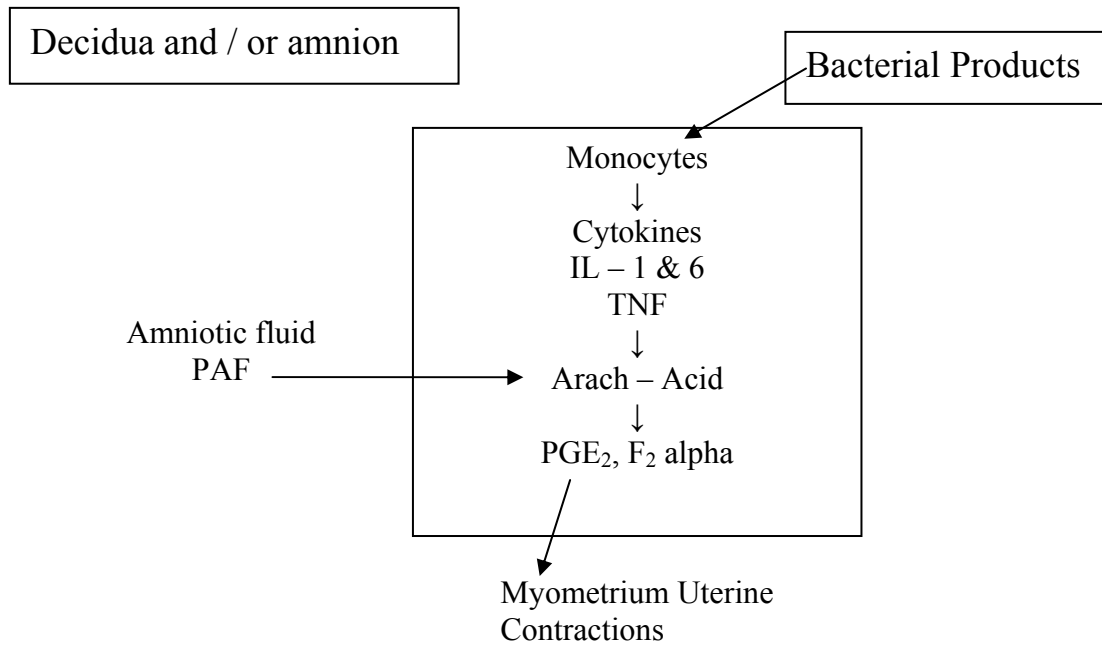 Decidua and / or amnion
Bacterial Products
Monocytes
↓
Cytokines
IL – 1 & 6
TNF
↓
Amniotic fluid
PAF
Arach – Acid
↓
PGE₂, F₂ alpha
Myometrium Uterine
Contractions